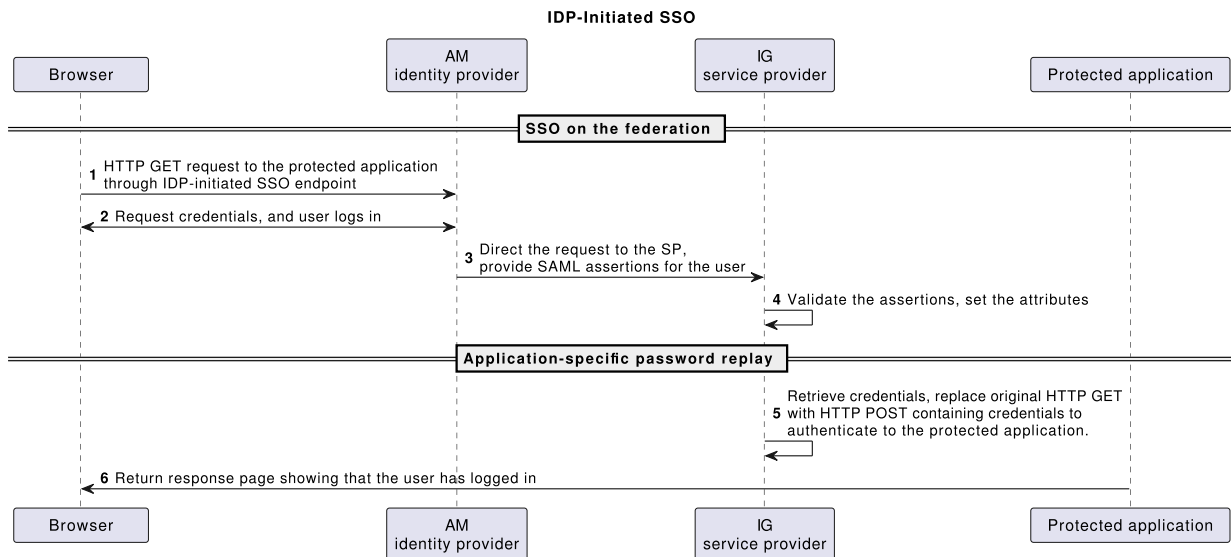 IDP-Initiated SSO
Browser
AM
identity provider
IG
service provider
Protected application
SSO on the federation
1 HTTP GET request to the protected application
through IDP-initiated SSO endpoint
2 Request credentials, and user logs in
3 Direct the request to the SP,
provide SAML assertions for the user
4 Validate the assertions, set the attributes
Application-specific password replay
Retrieve credentials, replace original HTTP GET
5 with HTTP POST containing credentials to
authenticate to the protected application.
6 Return response page showing that the user has logged in
Browser
AM
identity provider
IG
service provider
Protected application